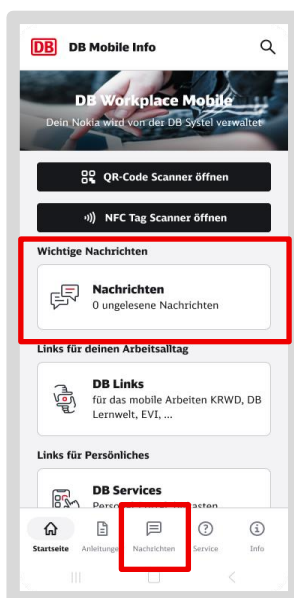 DB DB Mobile Info
DB Workplace Mobile
Dein Nokia wird von der DB Systel verwaltet
QR-Code Scanner öffnen
NFC Tag Scanner öffnen
Wichtige Nachrichten
Nachrichten
0 ungelesene Nachrichten
Links für deinen Arbeitsalltag
DB Links
für das mobile Arbeiten KRWD, DB
Lernwelt, EVI, ...
Links für Persönliches
DB Services
Startseite Anleitunge Nachrichten Service Info